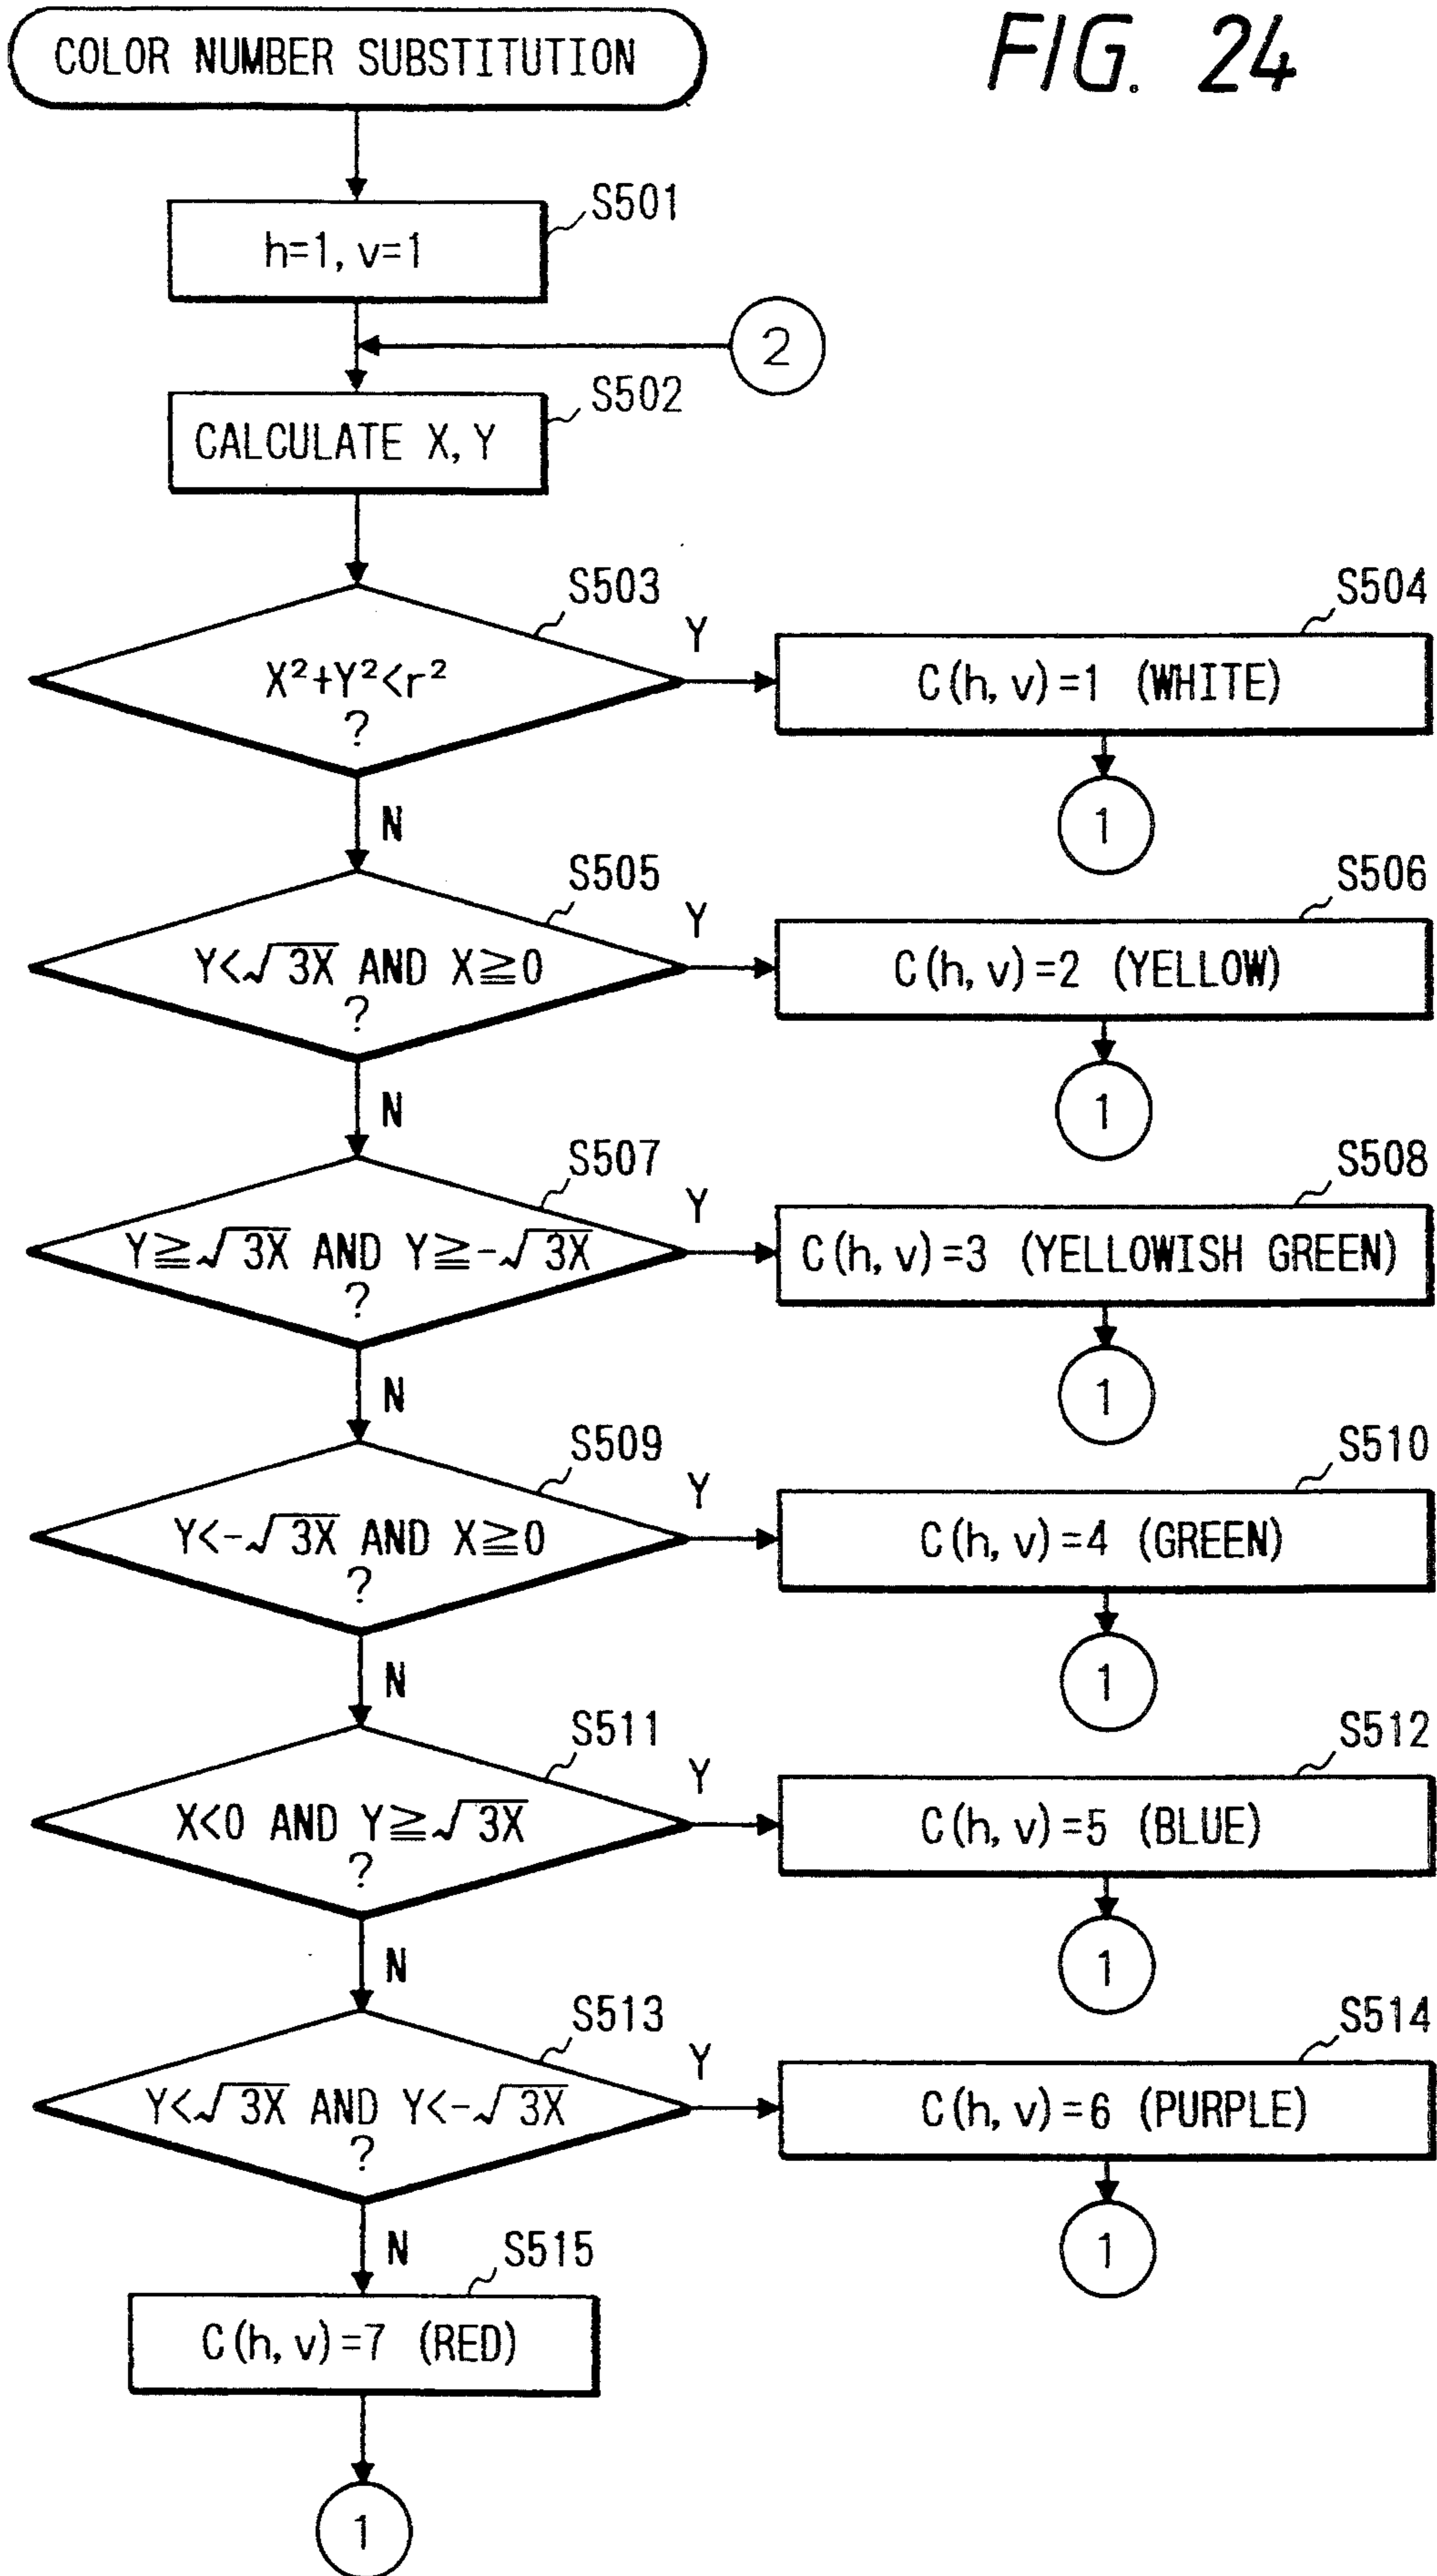 FIG. 24
COLOR NUMBER SUBSTITUTION
S501
h=1, v=1
2
S502
CALCULATE X, Y
S503
X²+Y²<r²
?
Y
N
S504
C(h, v)=1 (WHITE)
1
S505
Y<√3X AND X≧0
?
Y
N
S506
C(h, v)=2 (YELLOW)
1
S507
Y≧√3X AND Y≧-√3X
?
Y
N
S508
C(h, v)=3 (YELLOWISH GREEN)
1
S509
Y<-√3X AND X≧0
?
Y
N
S510
C(h, v)=4 (GREEN)
1
S511
X<0 AND Y≧√3X
?
Y
N
S512
C(h, v)=5 (BLUE)
1
S513
Y<√3X AND Y<-√3X
?
Y
N
S514
C(h, v)=6 (PURPLE)
1
S515
C(h, v)=7 (RED)
1